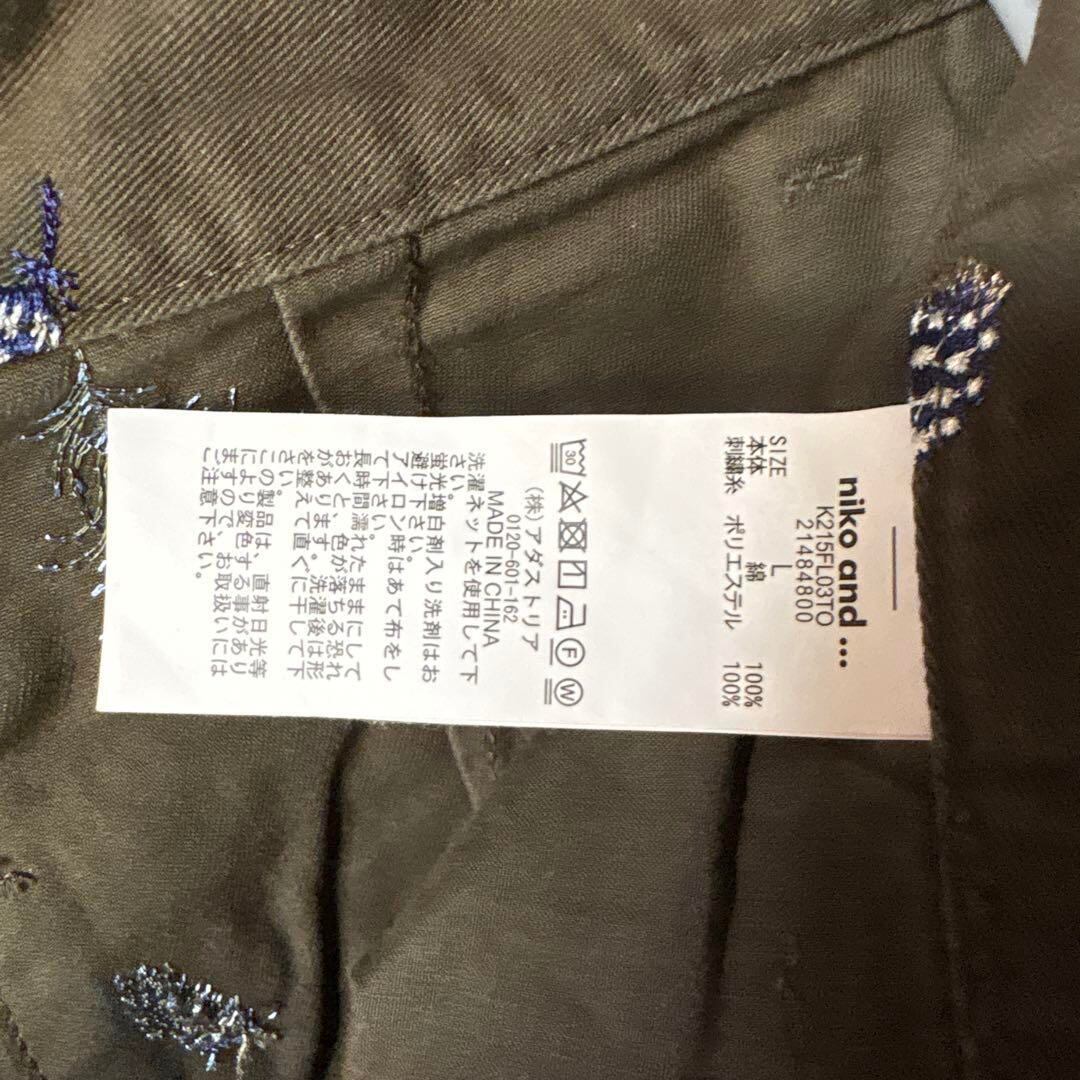 niko and ...
K215FL03TO
21484800
SIZE L
本体 綿 100%
刺繍糸 ポリエステル 100%
30
F
W
(株)アダストリア
0120-601-162
MADE IN CHINA
洗濯ネットを使用して下
さい。
蛍光増白剤入り洗剤はお
避け下さい。
アイロン時はあて布をし
て下さい。
長時間濡れたままにして
おくと、色が落ちる恐れ
があります。洗濯後は形
を整えて直ぐに干して下
さい。
この製品は、直射日光等
により変色する事があり
ますので、お取扱いには
ご注意下さい。